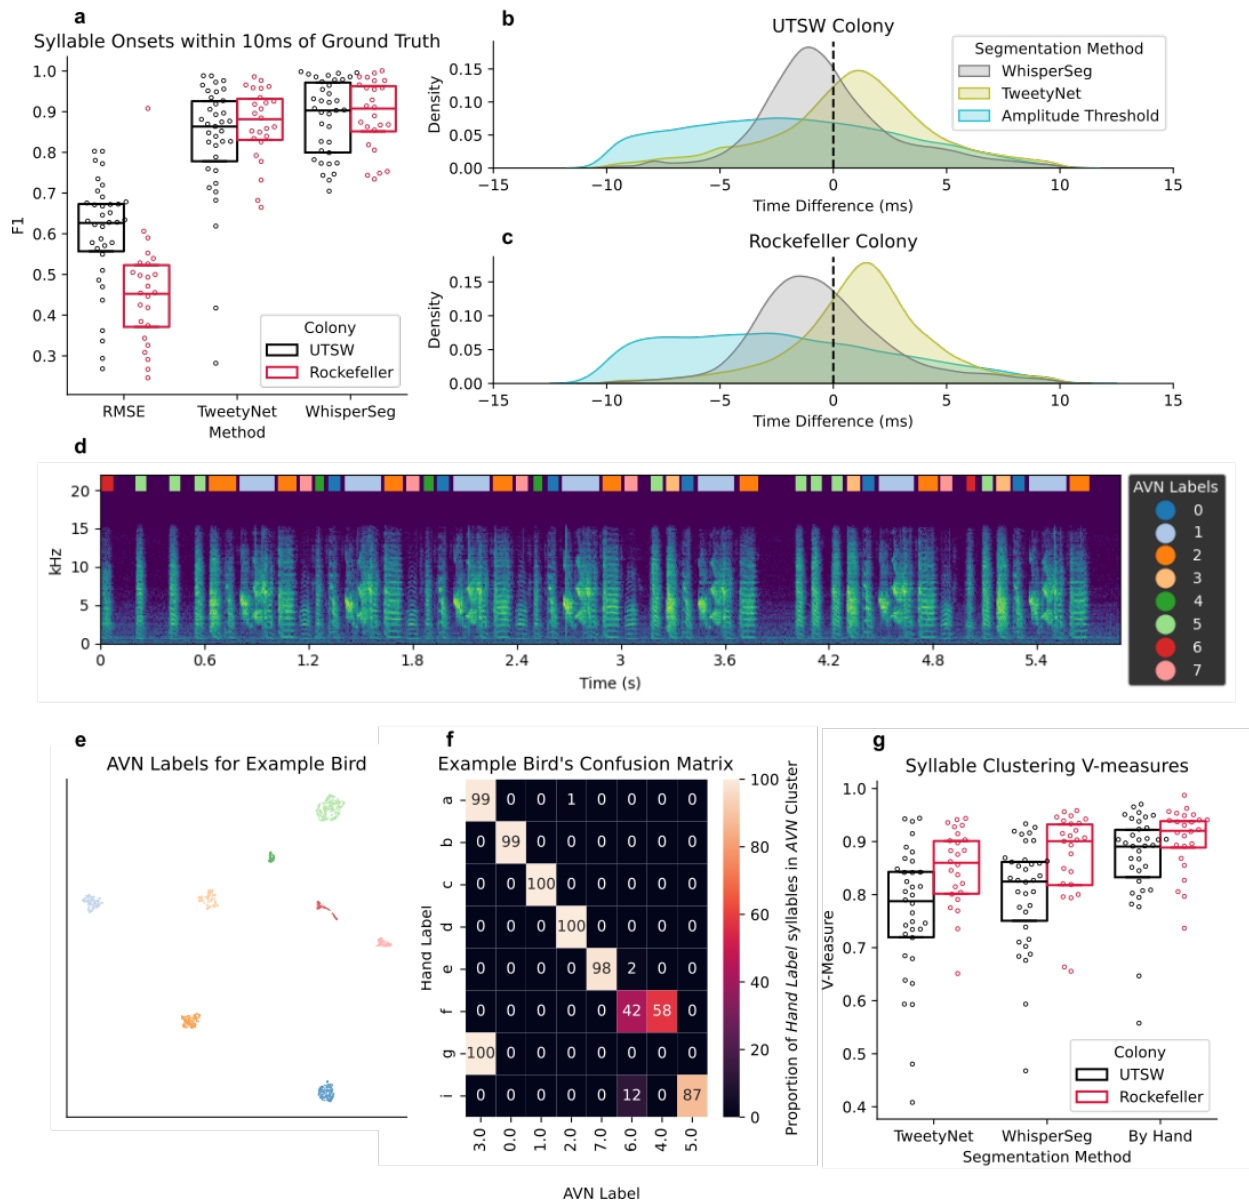 a
Syllable Onsets within 10ms of Ground Truth
1.0
0.9
0.8
0.7
0.6
0.5
0.4
0.3
F1
Colony
UTSW
Rockefeller
RMSE TweetyNet WhisperSeg
Method
b
UTSW Colony
Segmentation Method
WhisperSeg
TweetyNet
Amplitude Threshold
0.15
0.10
0.05
0.00
Density
−15 −10 −5 0 5 10 15
Time Difference (ms)
c
Rockefeller Colony
0.15
0.10
0.05
0.00
Density
−15 −10 −5 0 5 10 15
Time Difference (ms)
d
20
15
10
5
0
kHz
0 0.6 1.2 1.8 2.4 3 3.6 4.2 4.8 5.4
Time (s)
AVN Labels
0
1
2
3
4
5
6
7
e
AVN Labels for Example Bird
f
Example Bird's Confusion Matrix
a 99 0 0 1 0 0 0 0
b 0 99 0 0 0 0 0 0
c 0 0 100 0 0 0 0 0
d 0 0 0 100 0 0 0 0
e 0 0 0 0 98 2 0 0
f 0 0 0 0 0 42 58 0
g 100 0 0 0 0 0 0 0
i 0 0 0 0 0 12 0 87
Hand Label
3.0 0.0 1.0 2.0 7.0 6.0 4.0 5.0
AVN Label
100
80
60
40
20
0
Proportion of Hand Label syllables in AVN Cluster
g
Syllable Clustering V-measures
1.0
0.9
0.8
0.7
0.6
0.5
0.4
V-Measure
Colony
UTSW
Rockefeller
TweetyNet WhisperSeg By Hand
Segmentation Method